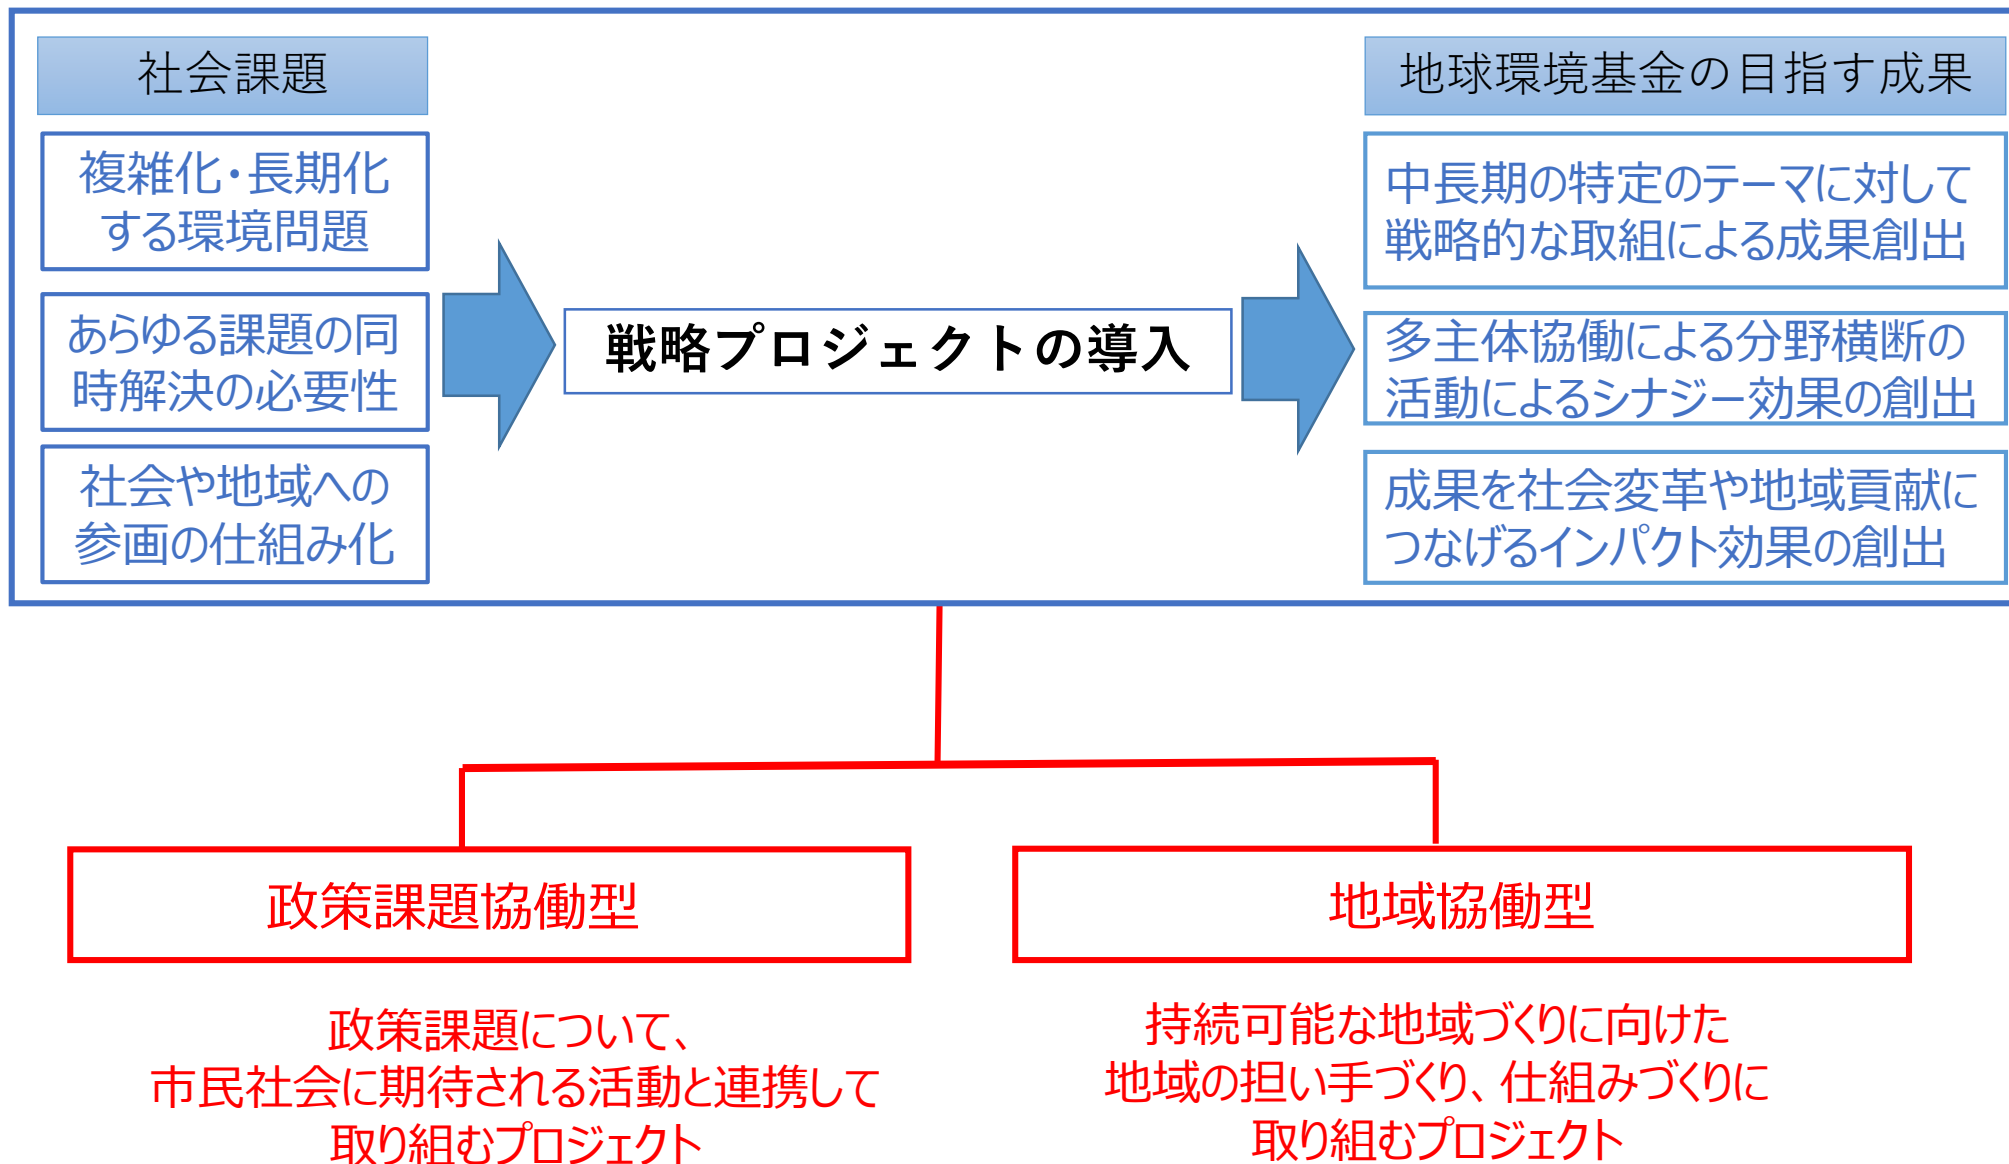 社会課題
複雑化・長期化
する環境問題
あらゆる課題の同
時解決の必要性
社会や地域への
参画の仕組み化
戦略プロジェクトの導入
地球環境基金の目指す成果
中長期の特定のテーマに対して
戦略的な取組による成果創出
多主体協働による分野横断の
活動によるシナジー効果の創出
成果を社会変革や地域貢献に
つなげるインパクト効果の創出
政策課題協働型
政策課題について、
市民社会に期待される活動と連携して
取り組むプロジェクト
地域協働型
持続可能な地域づくりに向けた
地域の担い手づくり、仕組みづくりに
取り組むプロジェクト